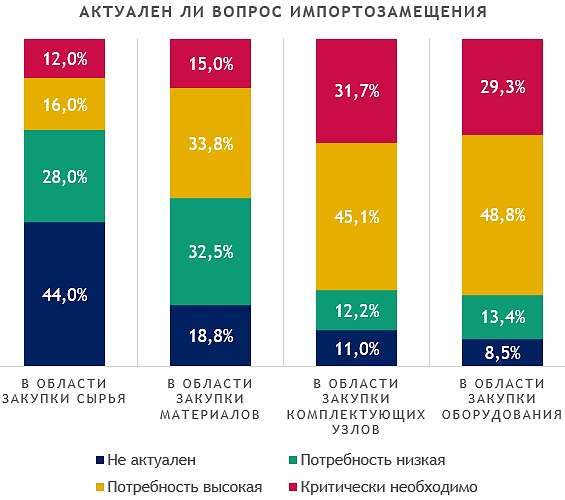 АКТУАЛЕН ЛИ ВОПРОС ИМПОРТОЗАМЕЩЕНИЯ
12,0%
16,0%
28,0%
44,0%
15,0%
33,8%
32,5%
18,8%
31,7%
45,1%
12,2%
11,0%
29,3%
48,8%
13,4%
8,5%
В ОБЛАСТИ
ЗАКУПКИ СЫРЬЯ
В ОБЛАСТИ
ЗАКУПКИ
МАТЕРИАЛОВ
В ОБЛАСТИ
ЗАКУПКИ
КОМПЛЕКТУЮЩИХ
УЗЛОВ
В ОБЛАСТИ
ЗАКУПКИ
ОБОРУДОВАНИЯ
Не актуален
Потребность низкая
Потребность высокая
Критически необходимо